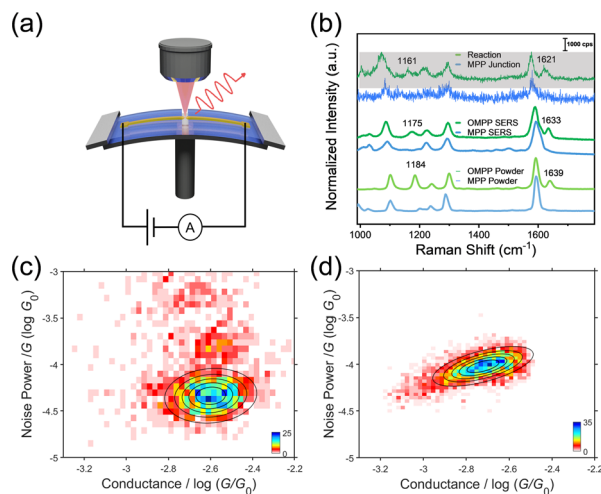 (a)
A
(b)
1000 cps
Reaction
MPP Junction
1161
1621
OMPP SERS
MPP SERS
1175
1633
OMPP Powder
MPP Powder
1184
1639
Normalized Intensity (a.u.)
1000
1200
1400
1600
Raman Shift (cm-1)
(c)
-3
-3.5
-4
-4.5
-5
Noise Power /G (log G0)
25
0
-3.2
-3
-2.8
-2.6
-2.4
-2.2
Conductance / log (G/G0)
(d)
-3
-3.5
-4
-4.5
-5
Noise Power /G (log G0)
35
0
-3.2
-3
-2.8
-2.6
-2.4
-2.2
Conductance / log (G/G0)